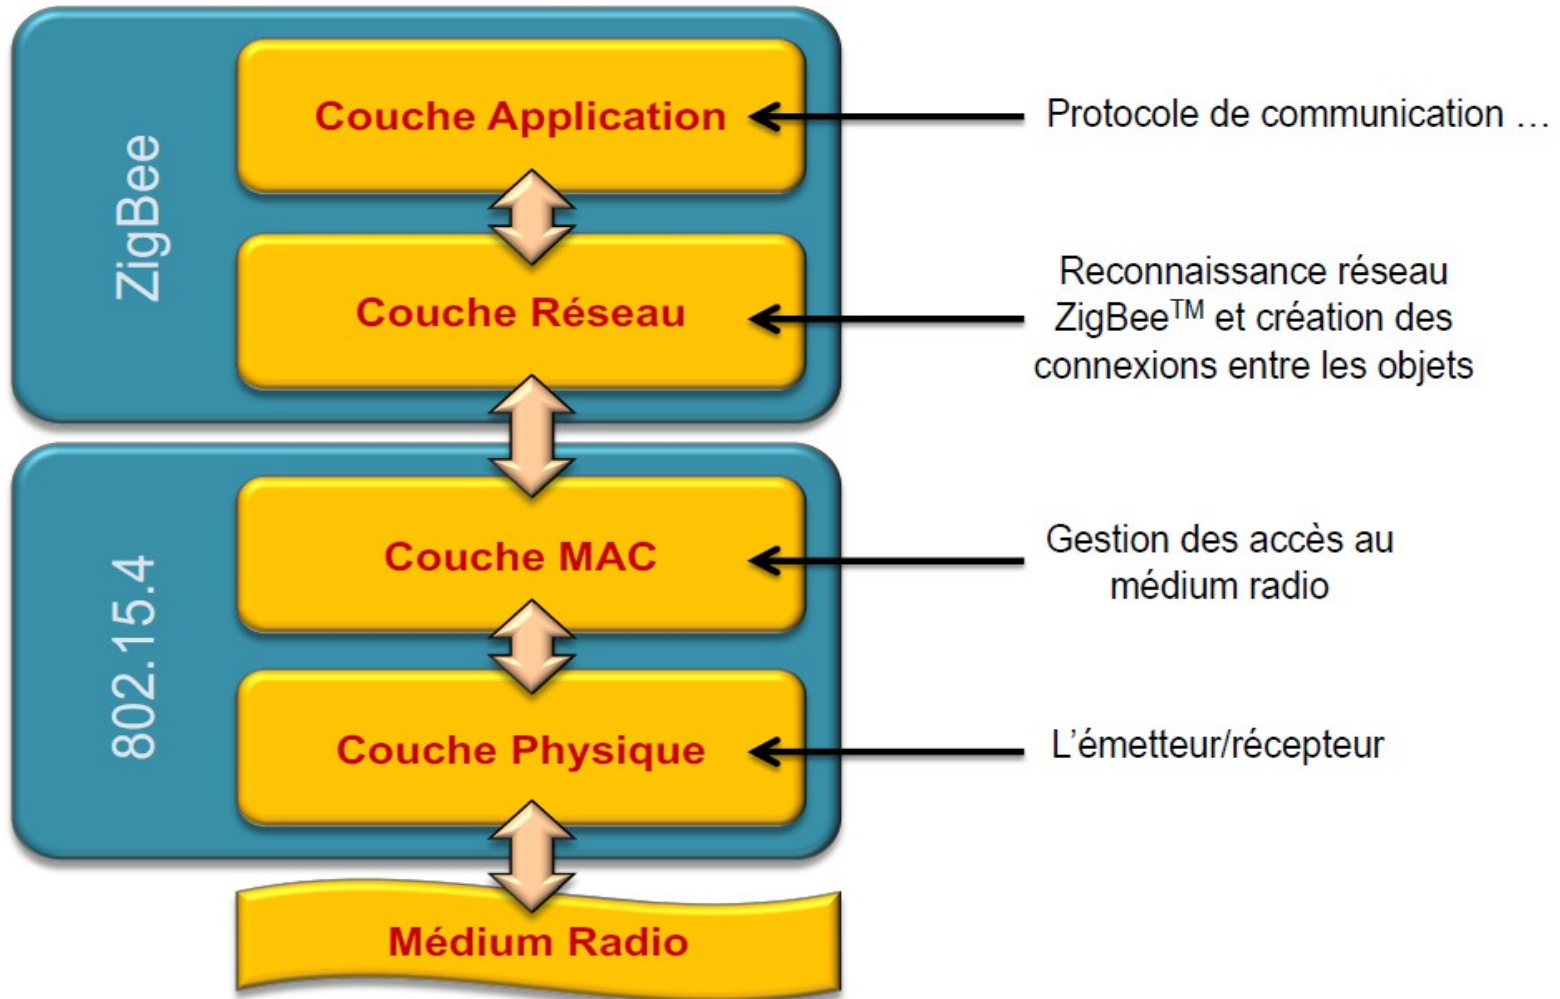 ZigBee
Couche Application
Protocole de communication …
Couche Réseau
Reconnaissance réseau
ZigBee™ et création des
connexions entre les objets
802.15.4
Couche MAC
Gestion des accès au
médium radio
Couche Physique
L’émetteur/récepteur
Médium Radio